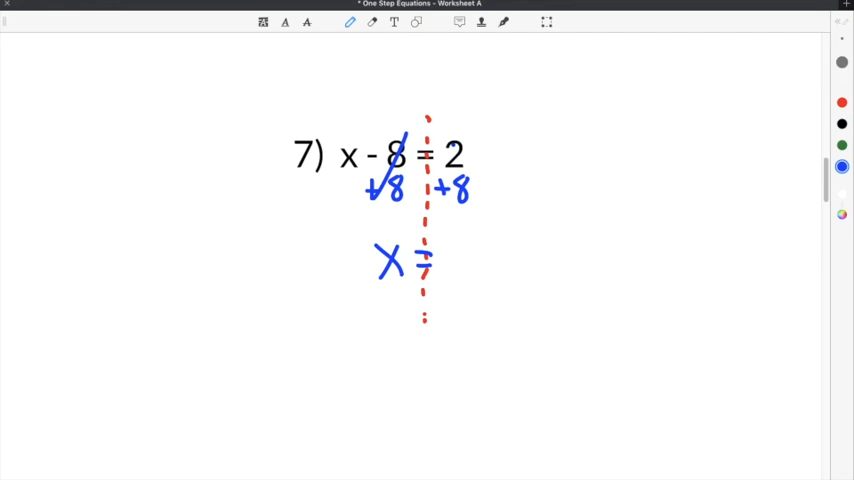 * One Step Equations - Worksheet A
A A T
7) x - 8 = 2
+8 +8
x =